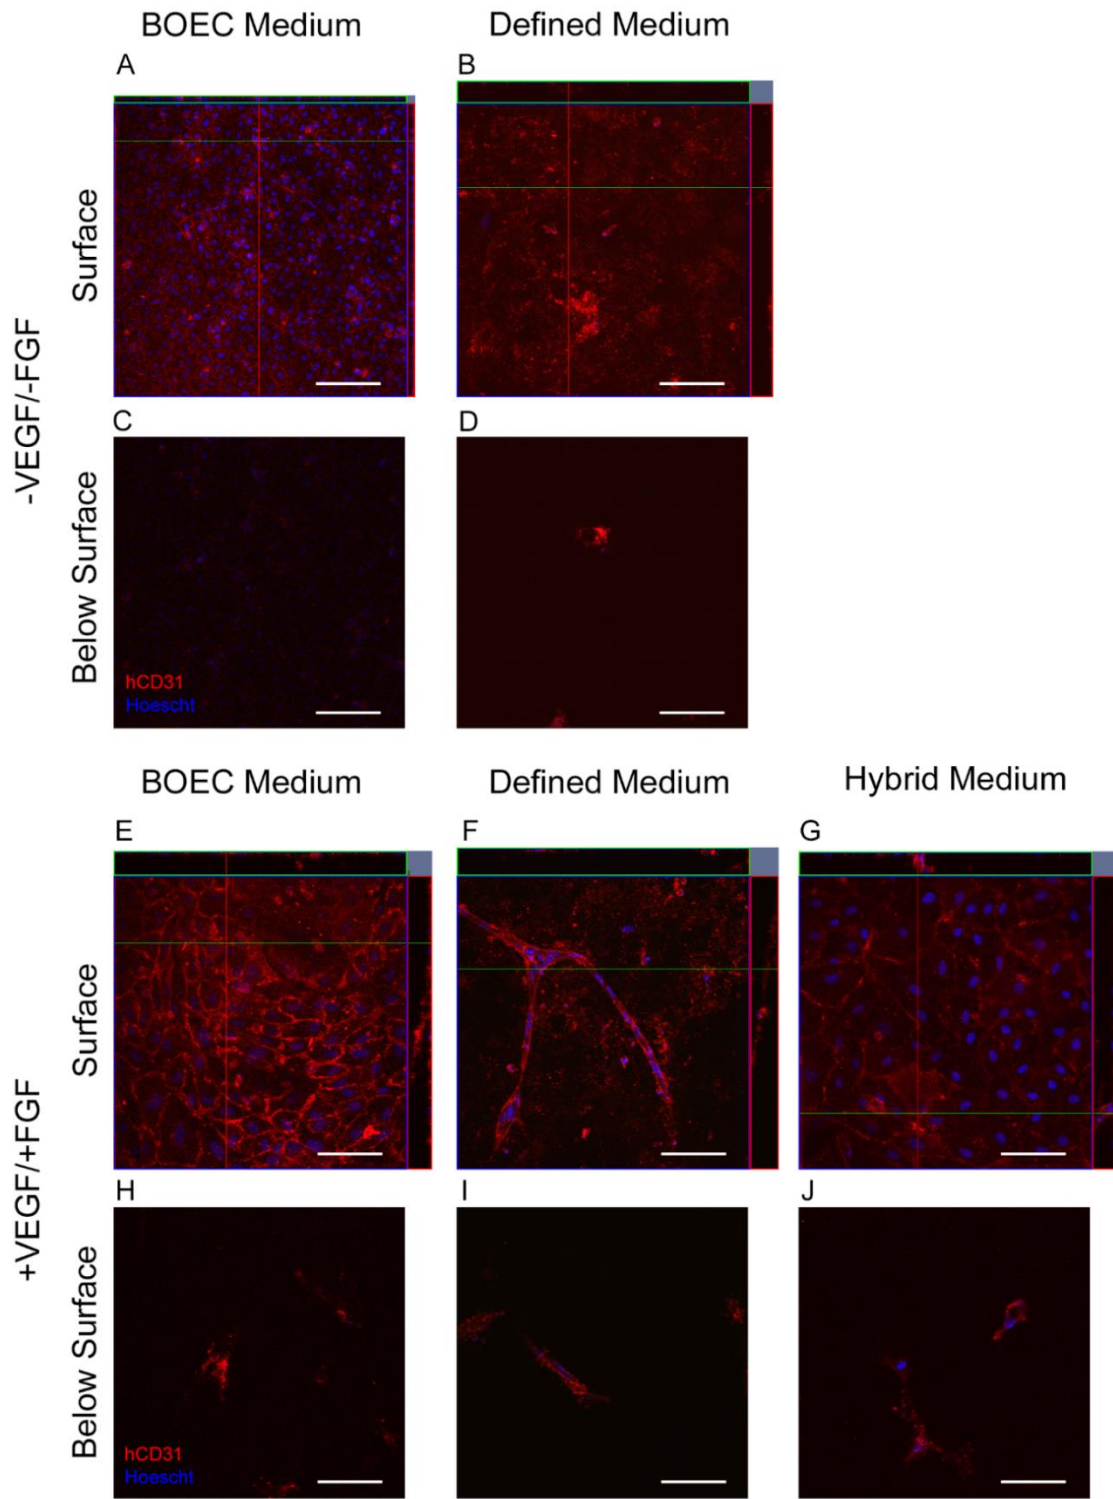 BOEC Medium
Defined Medium
A
B
Surface
-VEGF/-FGF
C
D
Below Surface
hCD31
Hoescht
BOEC Medium
Defined Medium
Hybrid Medium
E
F
G
Surface
+VEGF/+FGF
H
I
J
Below Surface
hCD31
Hoescht